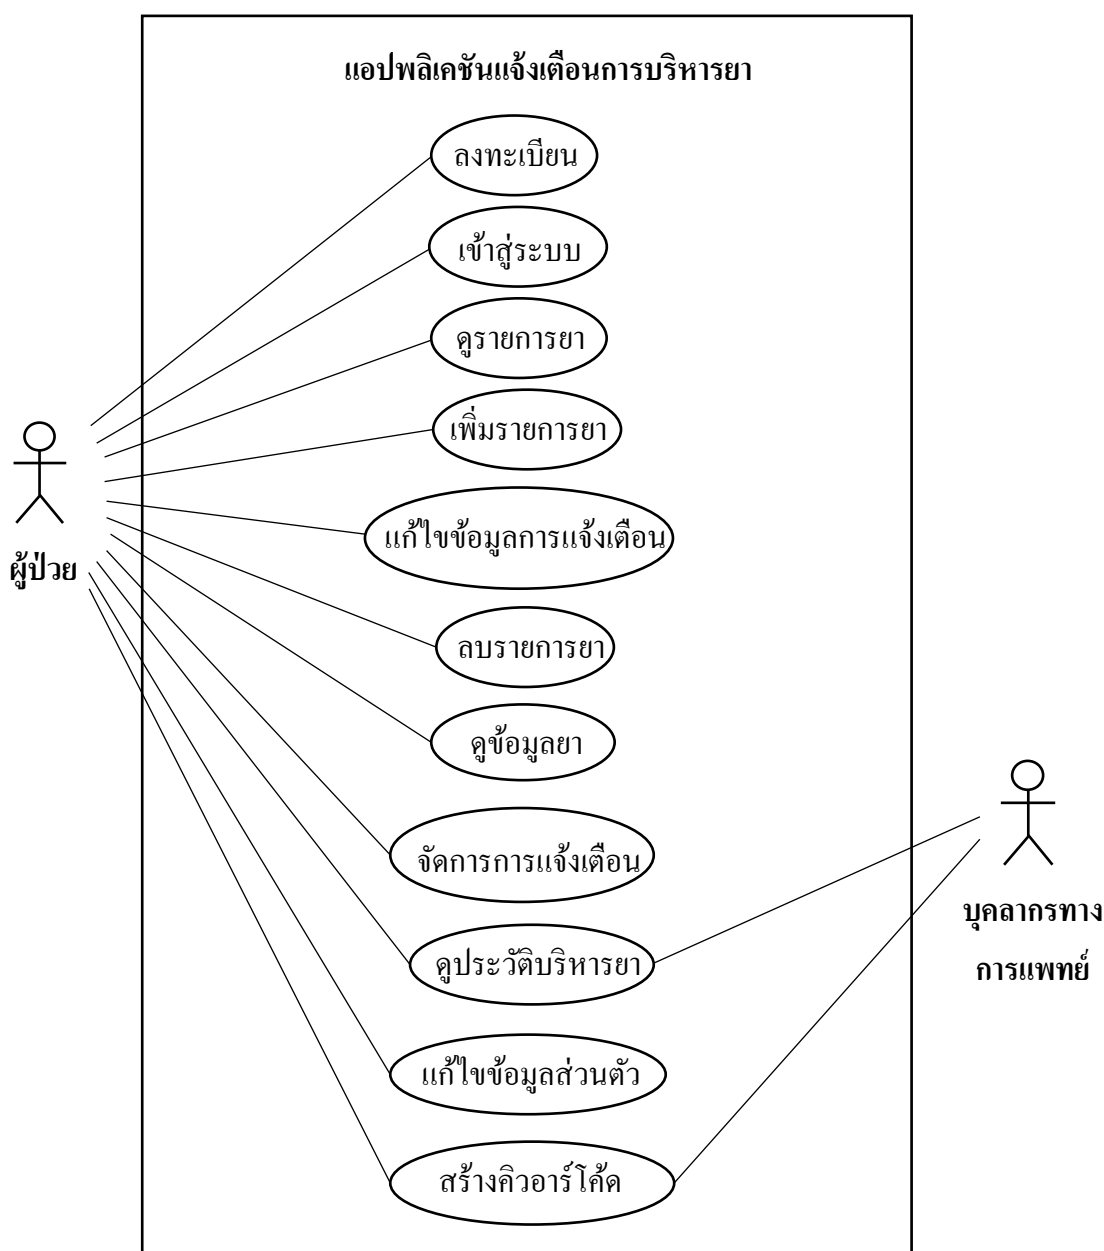 แอปพลิเคชันแจ้งเตือนการบริหารยา
ลงทะเบียน
เข้าสู่ระบบ
ดูรายการยา
เพิ่มรายการยา
แก้ไขข้อมูลการแจ้งเตือน
ผู้ป่วย
ลบรายการยา
ดูข้อมูลยา
จัดการการแจ้งเตือน
บุคลากรทาง
การแพทย์
ดูประวัติบริหารยา
แก้ไขข้อมูลส่วนตัว
สร้างคิวอาร์โค้ด